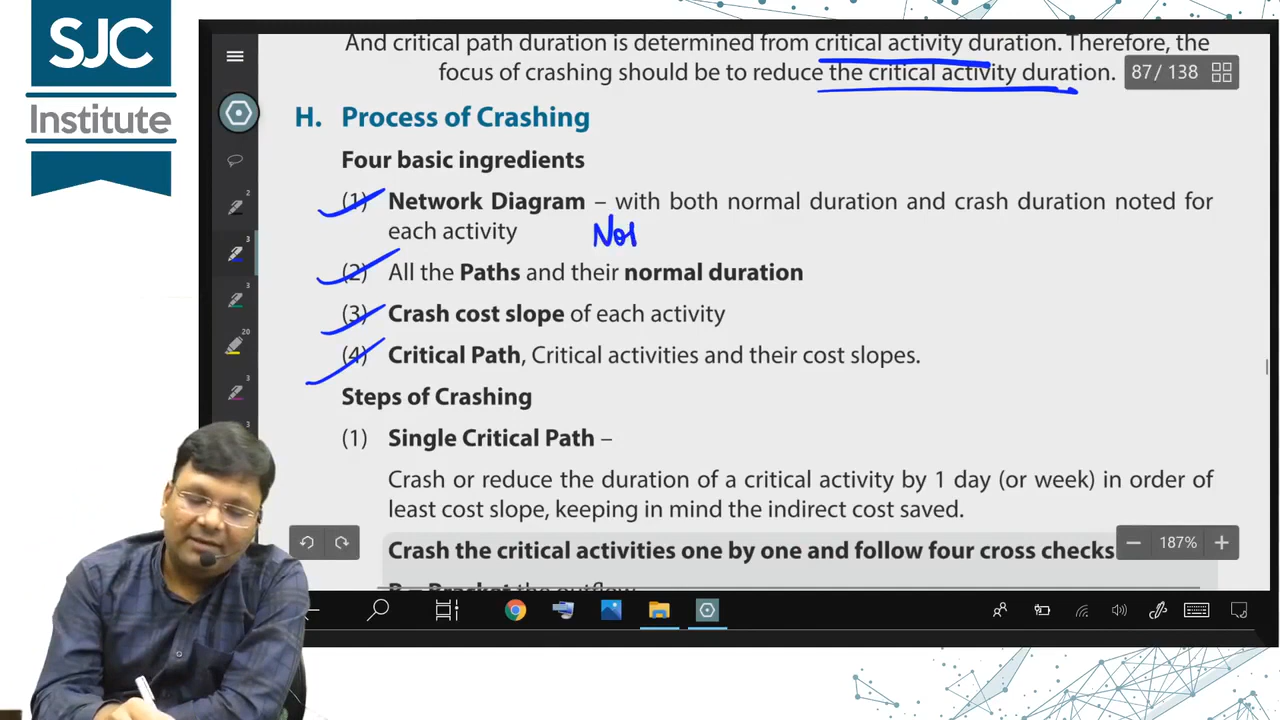 SJC
Institute
And critical path duration is determined from critical activity duration. Therefore, the
focus of crashing should be to reduce the critical activity duration.
87 / 138
H. Process of Crashing
Four basic ingredients
(1) Network Diagram – with both normal duration and crash duration noted for
each activity
(2) All the Paths and their normal duration
(3) Crash cost slope of each activity
(4) Critical Path, Critical activities and their cost slopes.
Steps of Crashing
(1) Single Critical Path –
Crash or reduce the duration of a critical activity by 1 day (or week) in order of
least cost slope, keeping in mind the indirect cost saved.
Crash the critical activities one by one and follow four cross checks
187%
2
3
3
20
3
3